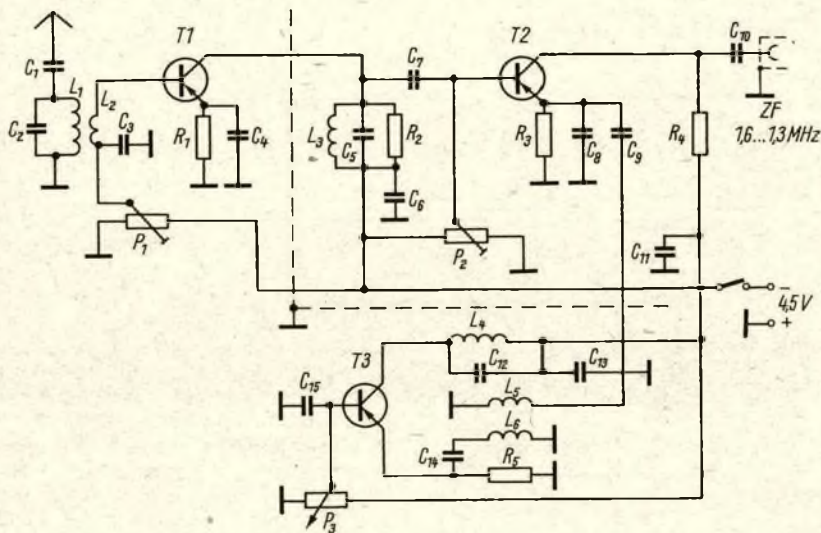 T1
T2
C7
C10
C1
L1
L2
C2
C3
R1
C4
L3
C5
R2
C6
R3
C8
C9
R4
ZF
1,6...1,3 MHz
P1
P2
C11
−
4,5V
+
L4
T3
C12
C13
C15
L5
L6
C14
R5
P3